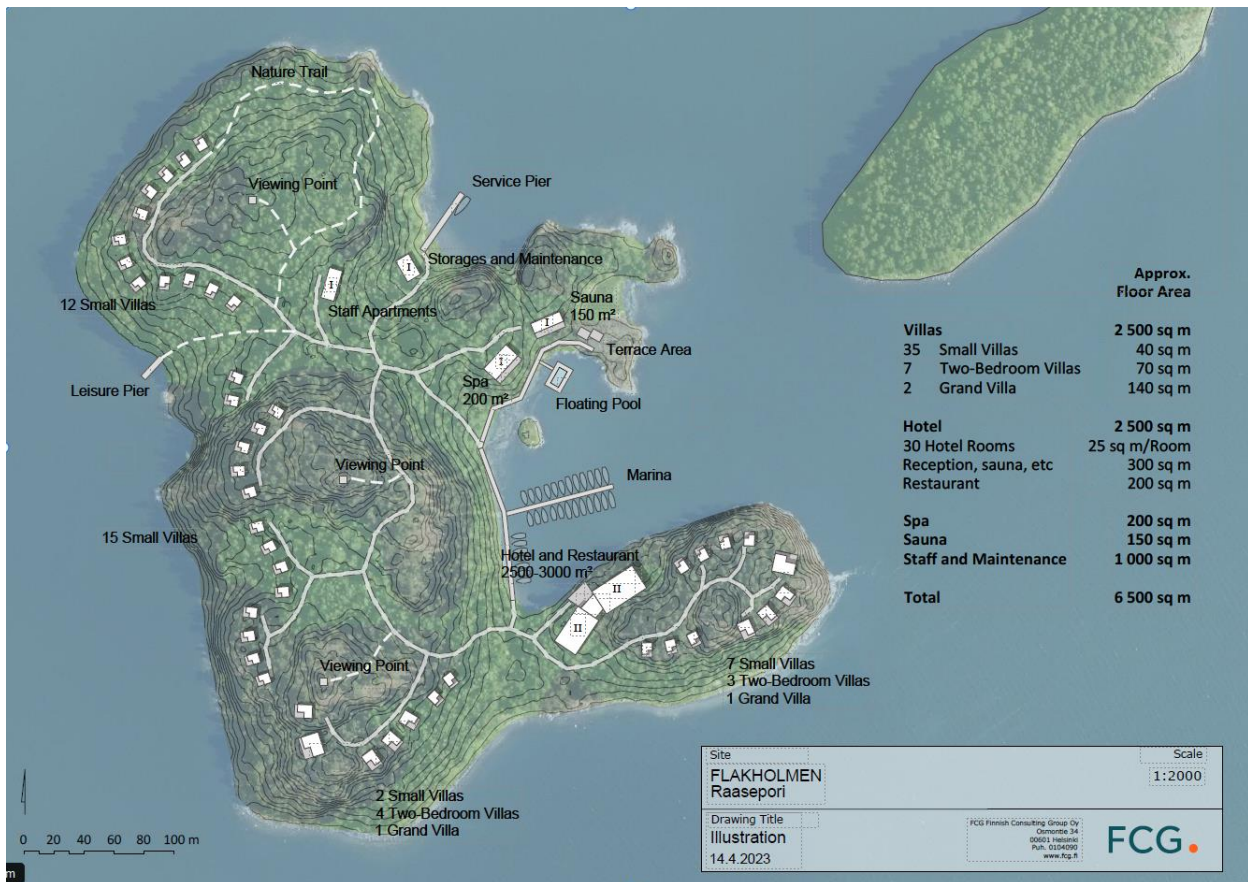 Nature Trail
Viewing Point
Service Pier
Storages and Maintenance
I
I
Staff Apartments
12 Small Villas
Sauna
150 m²
I
Terrace Area
Leisure Pier
I
Spa
200 m²
Floating Pool
Viewing Point
Marina
15 Small Villas
Hotel and Restaurant
2500-3000 m²
II
II
Viewing Point
7 Small Villas
3 Two-Bedroom Villas
1 Grand Villa
2 Small Villas
4 Two-Bedroom Villas
1 Grand Villa
0 20 40 60 80 100 m
m
Approx.
Floor Area
Villas 2 500 sq m
35 Small Villas 40 sq m
7 Two-Bedroom Villas 70 sq m
2 Grand Villa 140 sq m
Hotel 2 500 sq m
30 Hotel Rooms 25 sq m/Room
Reception, sauna, etc 300 sq m
Restaurant 200 sq m
Spa 200 sq m
Sauna 150 sq m
Staff and Maintenance 1 000 sq m
Total 6 500 sq m
Site Scale
FLAKHOLMEN 1:2000
Raasepori
Drawing Title
Illustration
14.4.2023
FCG Finnish Consulting Group Oy
Osmontie 34
00601 Helsinki
Puh. 0104090
www.fcg.fi
FCG.